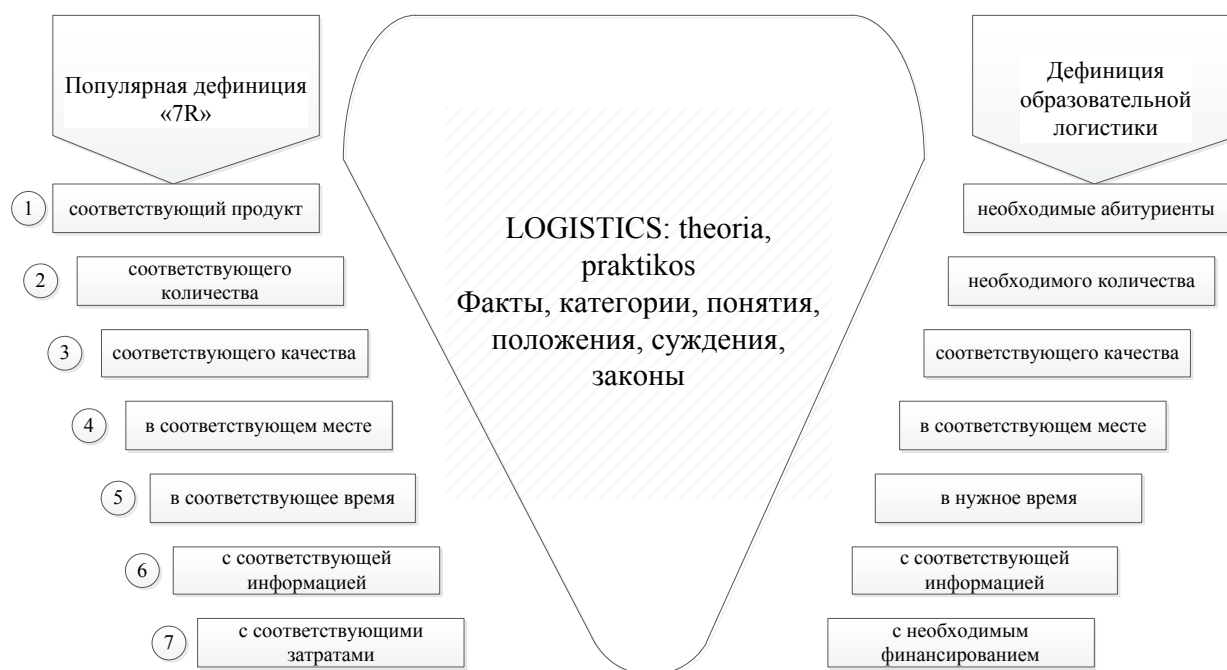 Популярная дефиниция
«7R»
1
соответствующий продукт
2
соответствующего
количества
3
соответствующего качества
4
в соответствующем месте
5
в соответствующее время
6
с соответствующей
информацией
7
с соответствующими
затратами
LOGISTICS: theoria,
praktikos
Факты, категории, понятия,
положения, суждения,
законы
Дефиниция
образовательной
логистики
необходимые абитуриенты
необходимого количества
соответствующего качества
в соответствующем месте
в нужное время
с соответствующей
информацией
с необходимым
финансированием